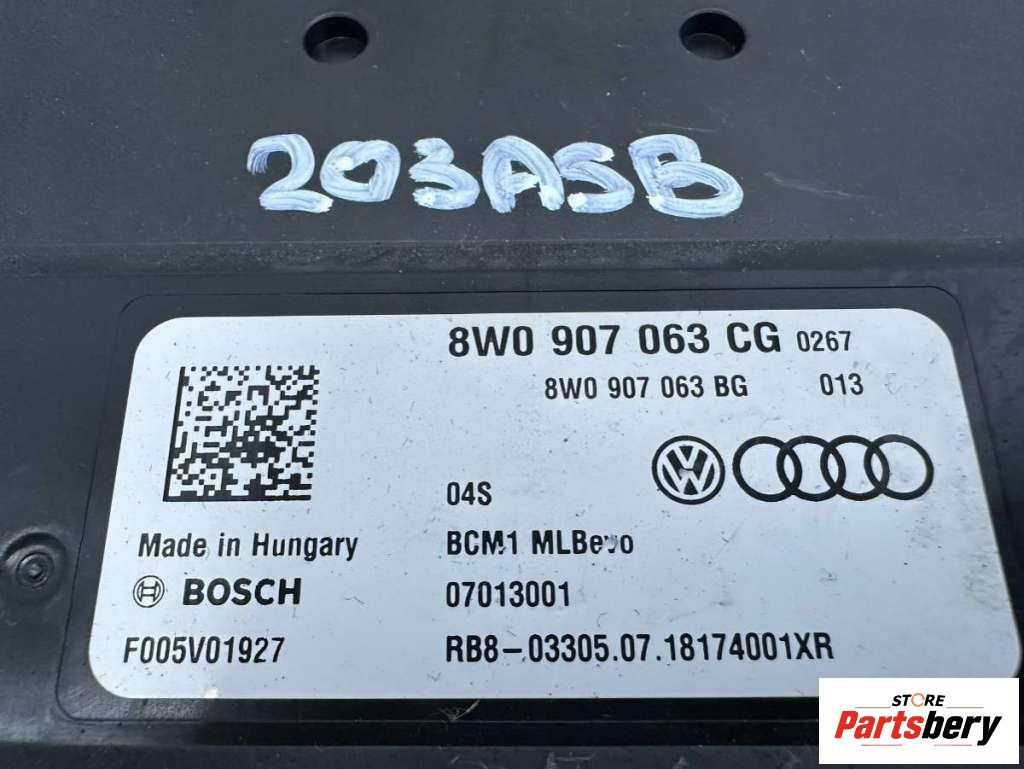 203ASB
8W0 907 063 CG 0267
8W0 907 063 BG 013
04S
Made in Hungary
BCM1 MLBevo
BOSCH
07013001
F005V01927
RB8-03305.07.18174001XR
STORE
Partsbery